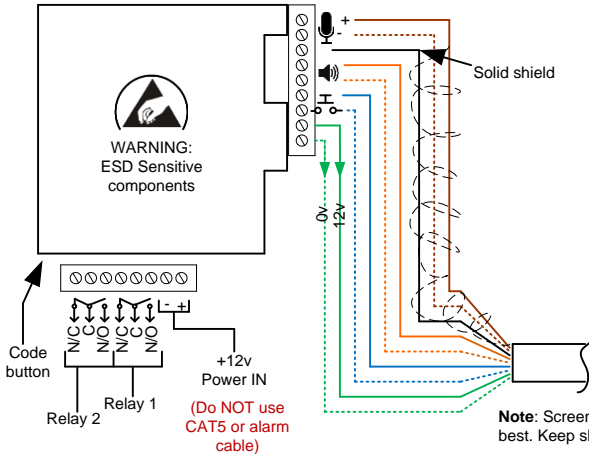 +
-
Solid shield
WARNING:
ESD Sensitive
components
0v
12v
N/C
C
N/O
N/C
C
N/O
- +
Code
button
Relay 2
Relay 1
+12v
Power IN
(Do NOT use
CAT5 or alarm
cable)
Note: Screen
best. Keep sl